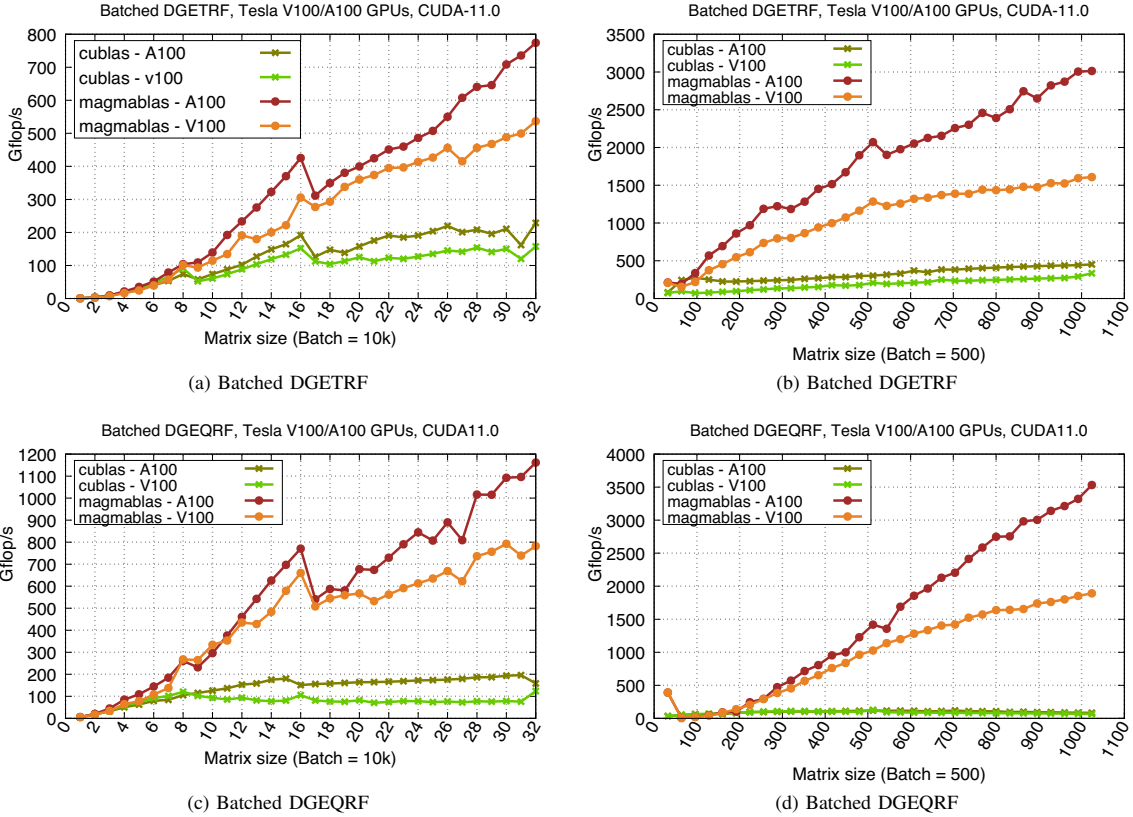 Batched DGETRF, Tesla V100/A100 GPUs, CUDA-11.0
800
700
600
500
400
300
200
100
0
Gflop/s
cublas - A100
cublas - v100
magmablas - A100
magmablas - V100
0 2 4 6 8 10 12 14 16 18 20 22 24 26 28 30 32
Matrix size (Batch = 10k)
(a) Batched DGETRF
Batched DGETRF, Tesla V100/A100 GPUs, CUDA-11.0
3500
3000
2500
2000
1500
1000
500
0
Gflop/s
cublas - A100
cublas - V100
magmablas - A100
magmablas - V100
0 100 200 300 400 500 600 700 800 900 1000 1100
Matrix size (Batch = 500)
(b) Batched DGETRF
Batched DGEQRF, Tesla V100/A100 GPUs, CUDA11.0
1200
1100
1000
900
800
700
600
500
400
300
200
100
0
Gflop/s
cublas - A100
cublas - V100
magmablas - A100
magmablas - V100
0 2 4 6 8 10 12 14 16 18 20 22 24 26 28 30 32
Matrix size (Batch = 10k)
(c) Batched DGEQRF
Batched DGEQRF, Tesla V100/A100 GPUs, CUDA11.0
4000
3500
3000
2500
2000
1500
1000
500
0
Gflop/s
cublas - A100
cublas - V100
magmablas - A100
magmablas - V100
0 100 200 300 400 500 600 700 800 900 1000 1100
Matrix size (Batch = 500)
(d) Batched DGEQRF